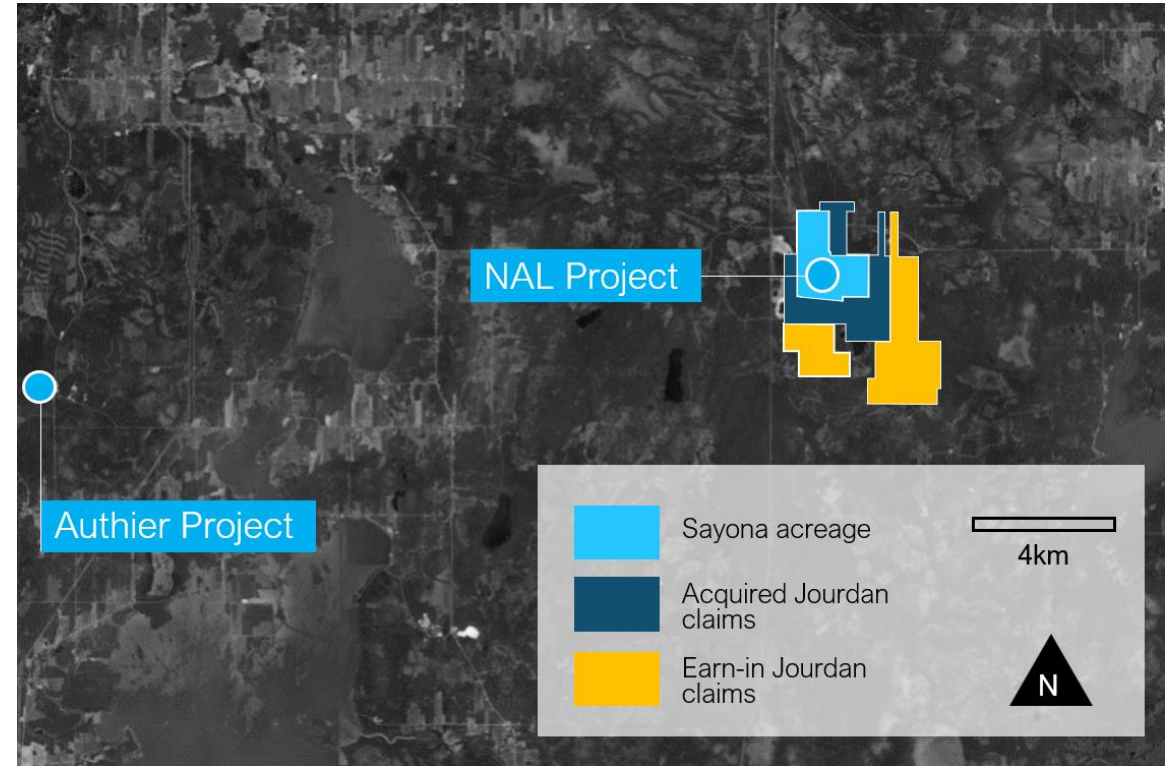 NAL Project
Authier Project
Sayona acreage
Acquired Jourdan
claims
Earn-in Jourdan
claims
4km
N